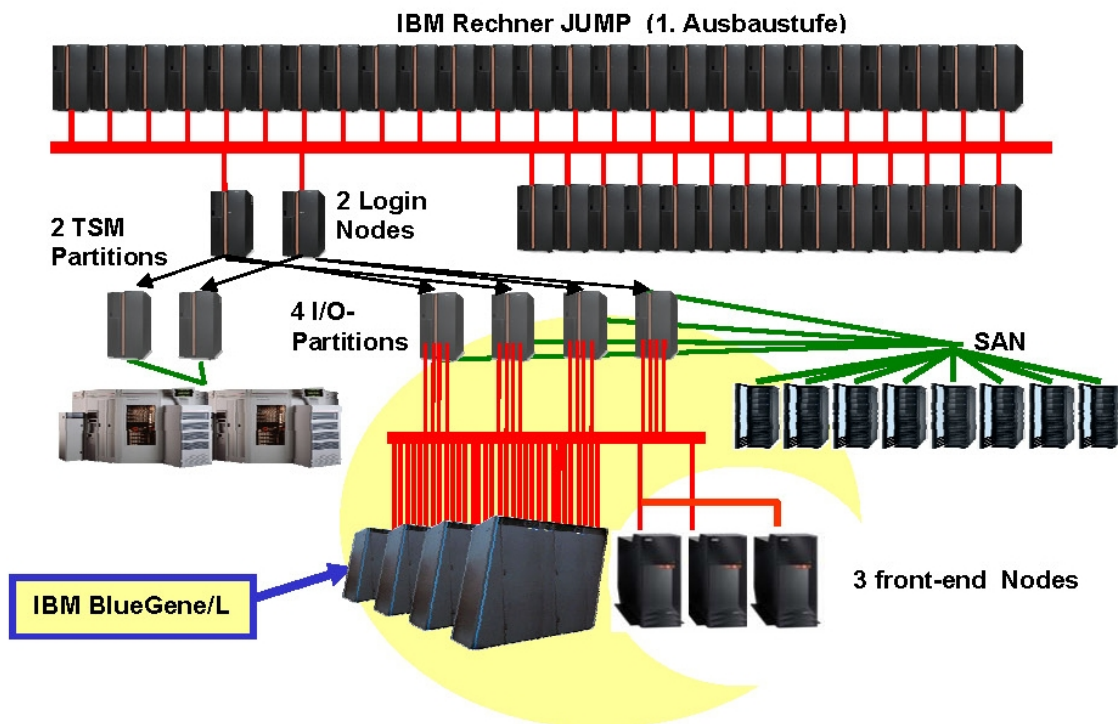 IBM Rechner JUMP (1. Ausbaustufe)
2 TSM
Partitions
2 Login
Nodes
4 I/O-
Partitions
SAN
IBM BlueGene/L
3 front-end Nodes